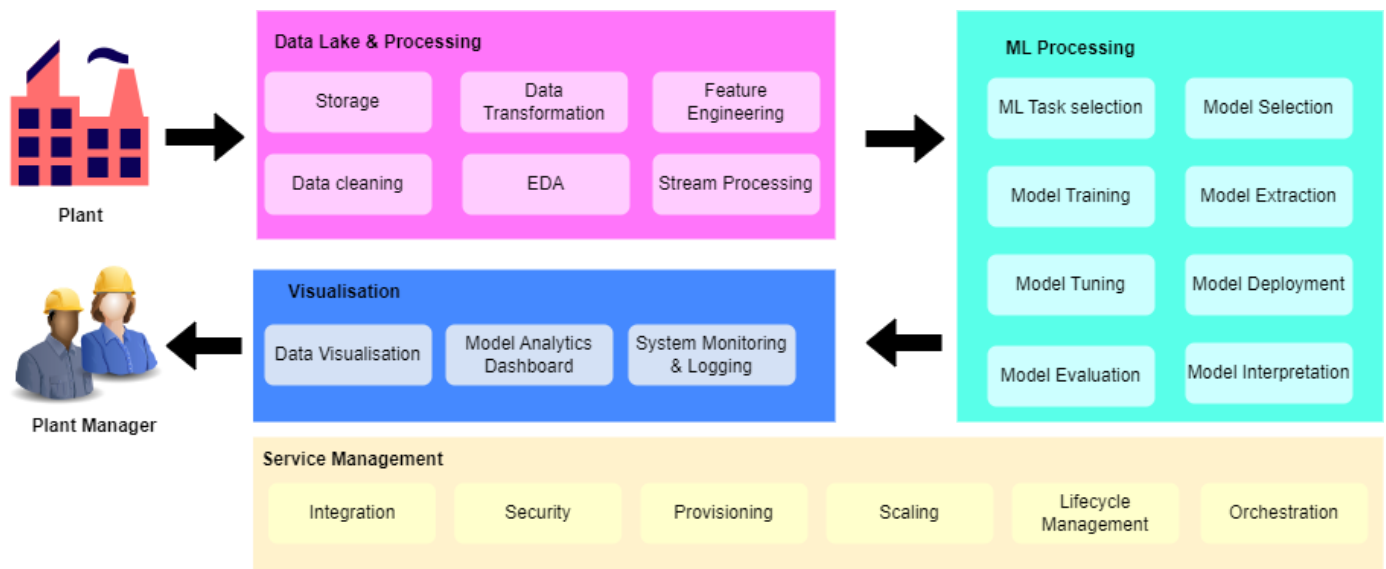 Data Lake & Processing
Storage
Data
Transformation
Feature
Engineering
Data cleaning
EDA
Stream Processing
Plant
ML Processing
ML Task selection
Model Selection
Model Training
Model Extraction
Model Tuning
Model Deployment
Model Evaluation
Model Interpretation
Visualisation
Data Visualisation
Model Analytics
Dashboard
System Monitoring
& Logging
Plant Manager
Service Management
Integration
Security
Provisioning
Scaling
Lifecycle
Management
Orchestration